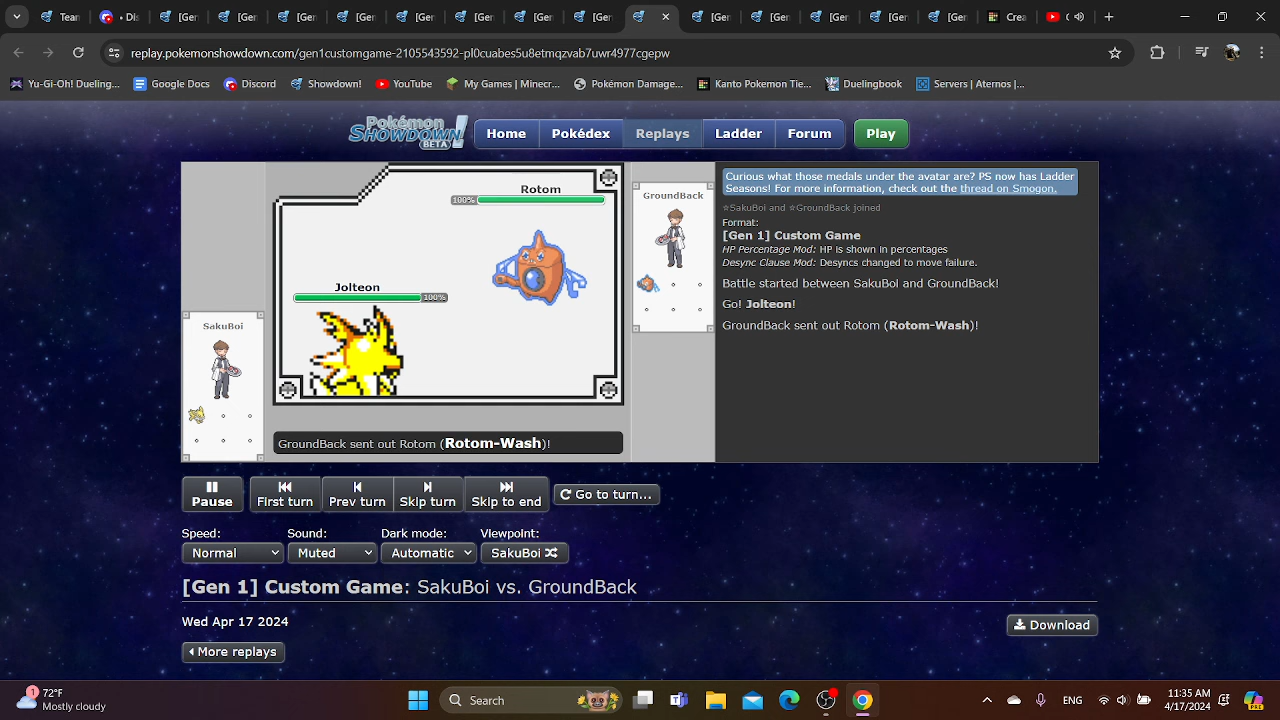 Team
Dis
[Gen
[Gen
[Gen
[Gen
[Gen
[Gen
[Gen
[Gen
[Gen
[Gen
[Gen
[Gen
[Gen
[Gen
Crea
replay.pokemonshowdown.com/gen1customgame-2105543592-pl0cuabes5u8etmqzvab7uwr4977cgepw
Yu-Gi-Oh! Dueling...
Google Docs
Discord
Showdown!
YouTube
My Games | Minecr...
Pokémon Damage...
Kanto Pokemon Tie...
Duelingbook
Servers | Aternos |...
Pokémon
SHOWDOWN!
BETA
Home
Pokédex
Replays
Ladder
Forum
Play
Rotom
100%
Jolteon
100%
SakuBoi
GroundBack
GroundBack sent out Rotom (Rotom-Wash)!
Curious what those medals under the avatar are? PS now has Ladder
Seasons! For more information, check out the thread on Smogon.
☆SakuBoi and ☆GroundBack joined
Format:
[Gen 1] Custom Game
HP Percentage Mod: HP is shown in percentages
Desync Clause Mod: Desyncs changed to move failure.
Battle started between SakuBoi and GroundBack!
Go! Jolteon!
GroundBack sent out Rotom (Rotom-Wash)!
Pause
First turn
Prev turn
Skip turn
Skip to end
Go to turn...
Speed:
Sound:
Dark mode:
Viewpoint:
Normal
Muted
Automatic
SakuBoi
[Gen 1] Custom Game: SakuBoi vs. GroundBack
Wed Apr 17 2024
Download
More replays
1
72°F
Mostly cloudy
Search
ENG
11:35 AM
4/17/2024
PRE